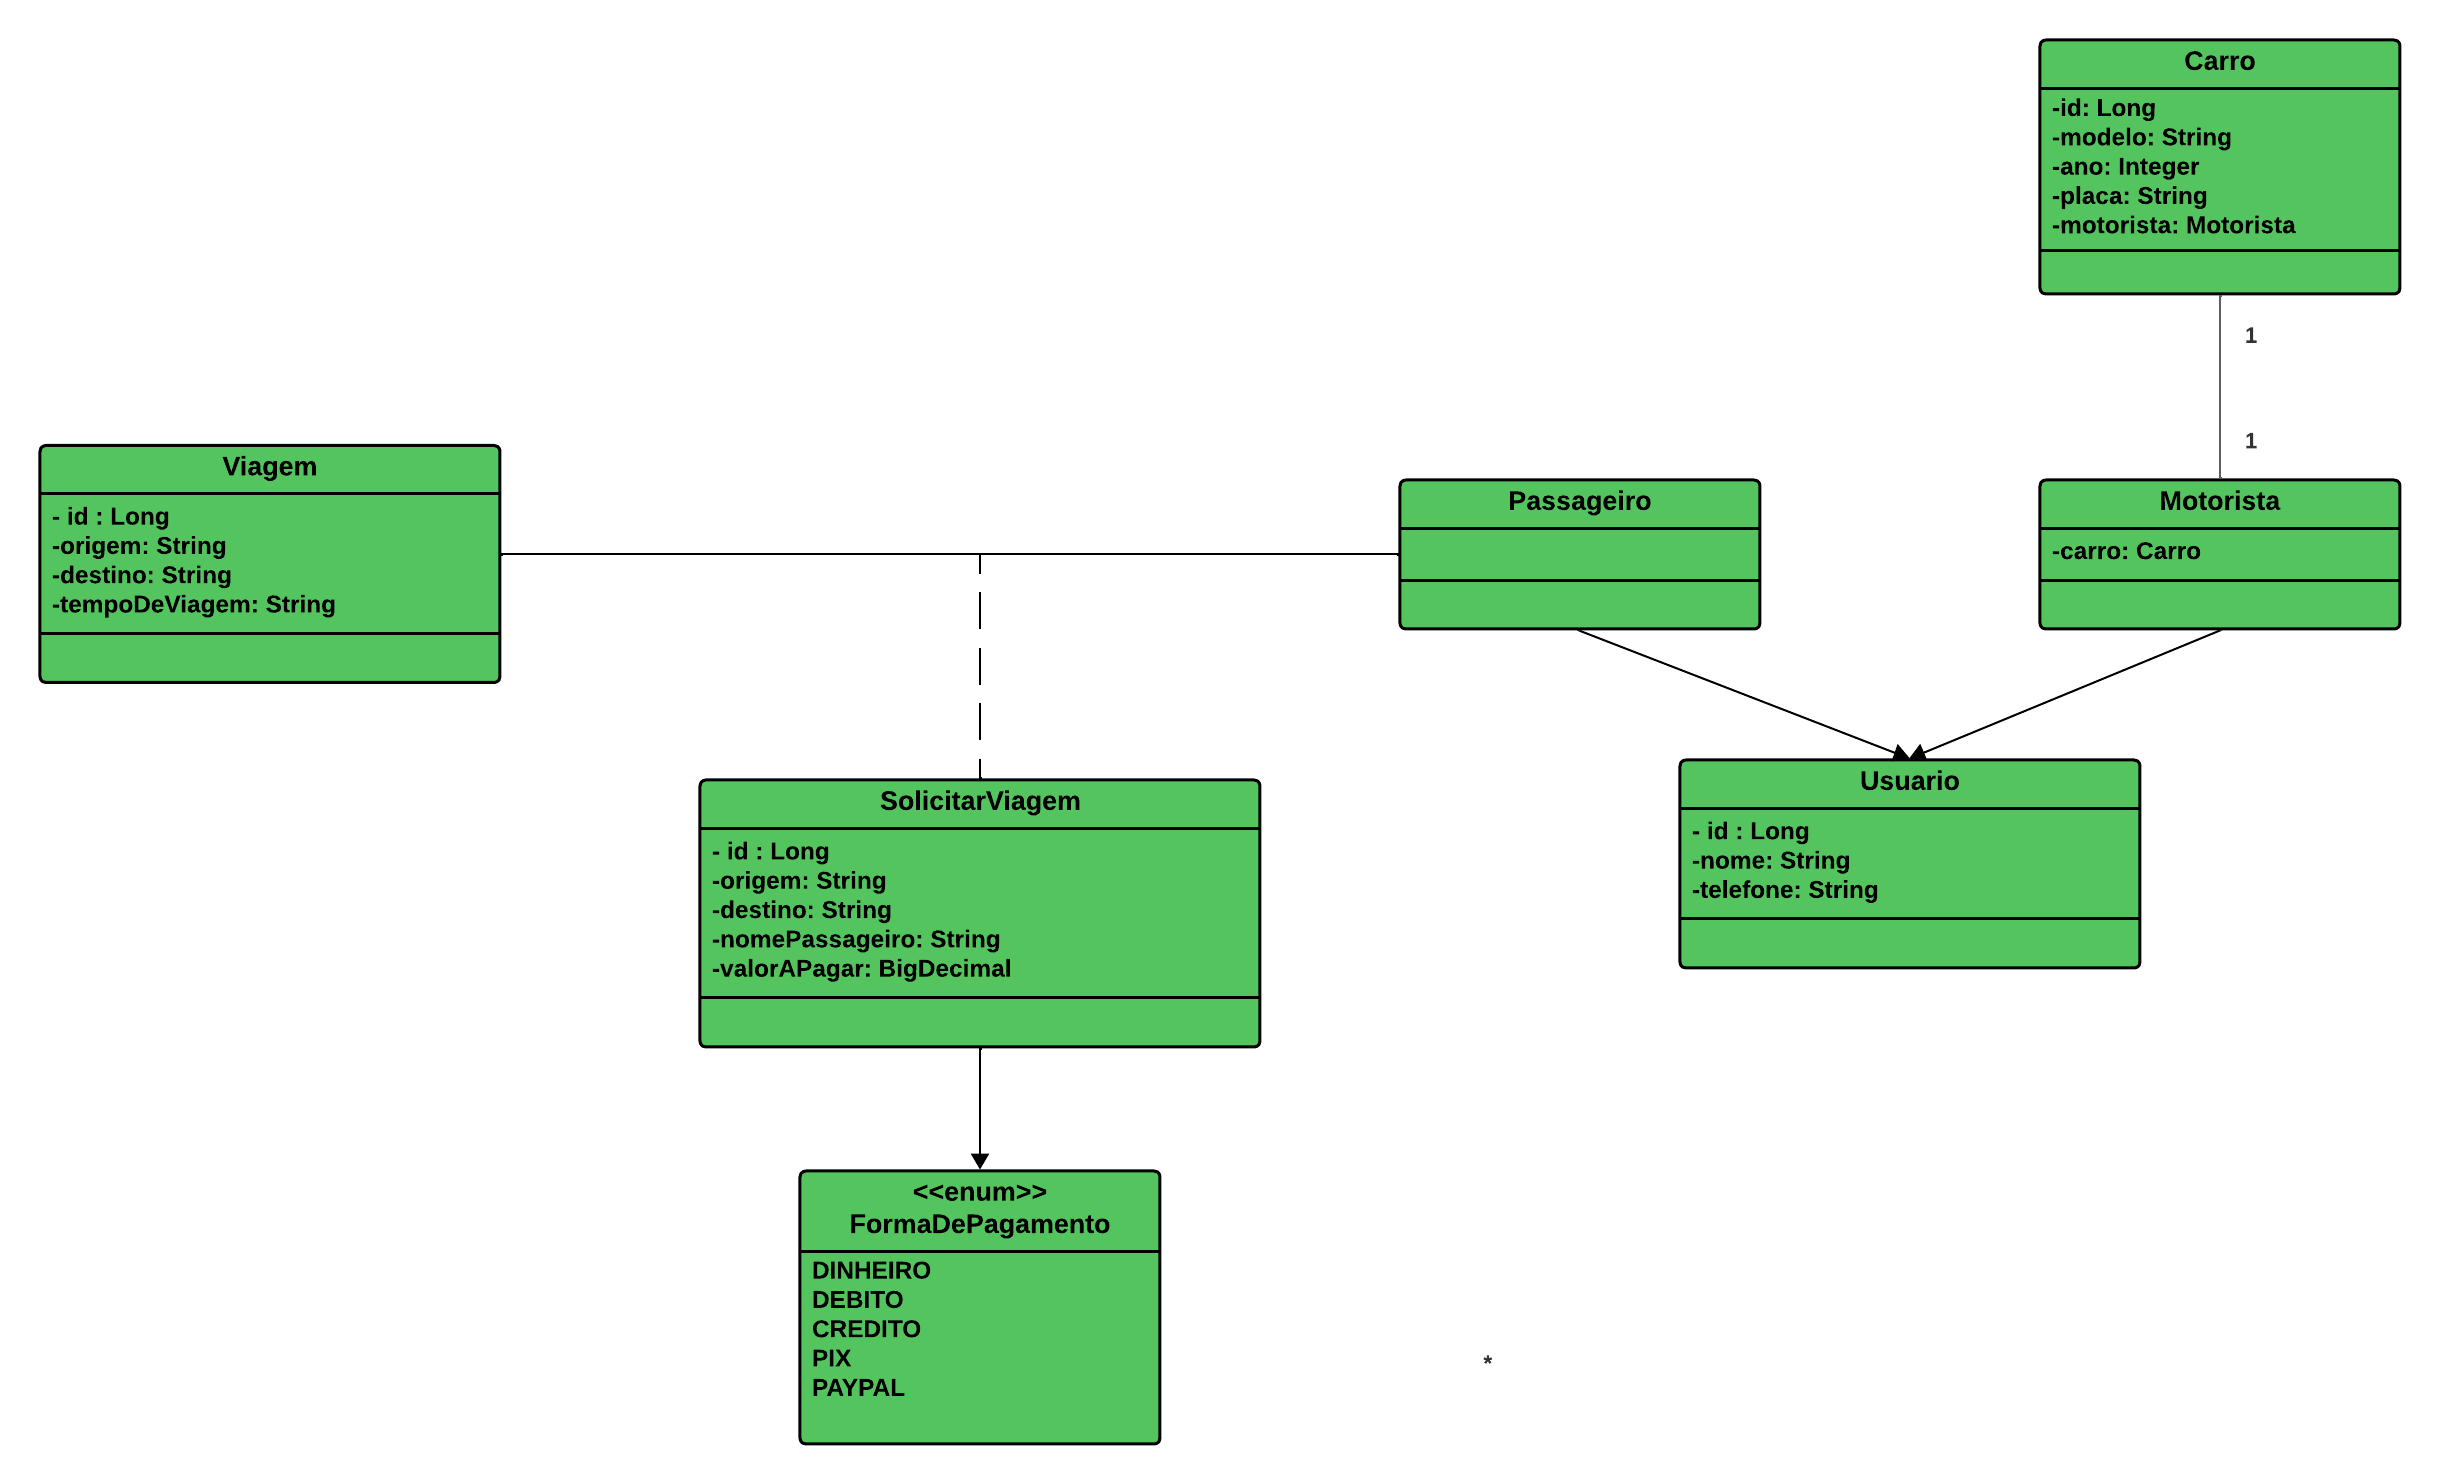 Carro
-id: Long
-modelo: String
-ano: Integer
-placa: String
-motorista: Motorista
1
1
Viagem
- id : Long
-origem: String
-destino: String
-tempoDeViagem: String
Passageiro
Motorista
-carro: Carro
SolicitarViagem
- id : Long
-origem: String
-destino: String
-nomePassageiro: String
-valorAPagar: BigDecimal
Usuario
- id : Long
-nome: String
-telefone: String
<<enum>>
FormaDePagamento
DINHEIRO
DEBITO
CREDITO
PIX
PAYPAL
*